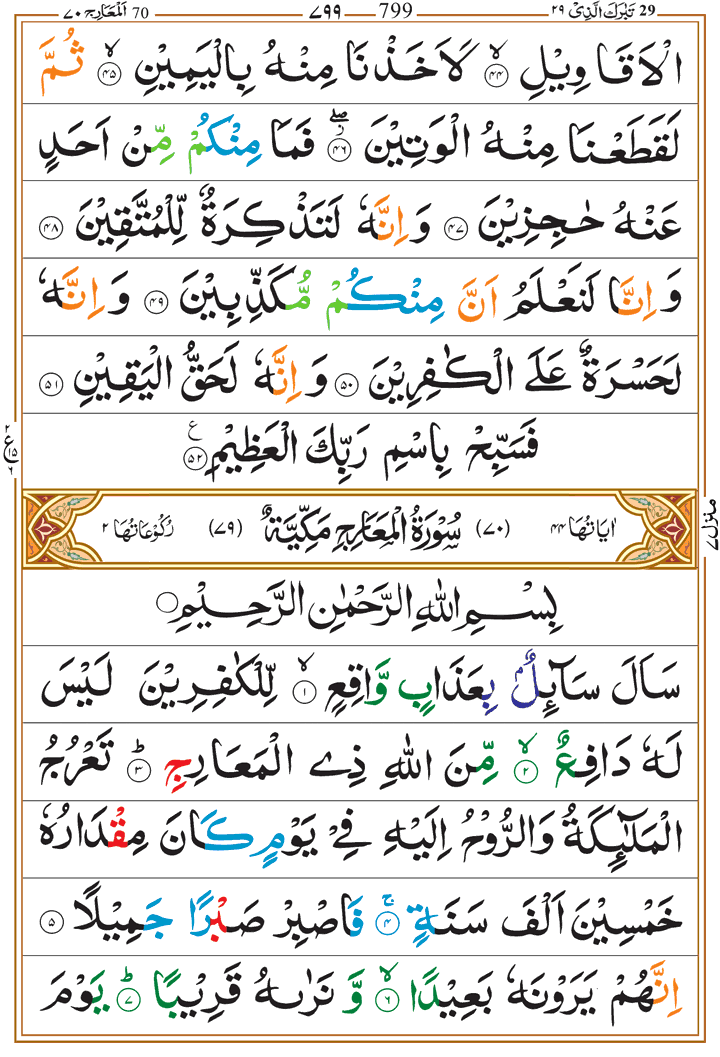 29 تَبٰرَكَ الَّذِىْ ٢٩ 799 ٧٩٩ 70 اَلْمَعَارِج ٧٠
الْاَقَاوِيْلِ ۙ‏ ٤٤ لَاَخَذْنَا مِنْهُ بِالْيَمِيْنِ ۙ‏ ٤٥ ثُمَّ
لَقَطَعْنَا مِنْهُ الْوَتِيْنَ ۖ‏ ٤٦ فَمَا مِنْكُمْ مِّنْ اَحَدٍ
عَنْهُ حٰجِزِيْنَ ٤٧ وَاِنَّهٗ لَتَذْكِرَةٌ لِّلْمُتَّقِيْنَ ٤٨
وَاِنَّا لَنَعْلَمُ اَنَّ مِنْكُمْ مُّكَذِّبِيْنَ ٤٩ وَاِنَّهٗ
لَحَسْرَةٌ عَلَى الْكٰفِرِيْنَ ٥٠ وَاِنَّهٗ لَحَقُّ الْيَقِيْنِ ٥١
فَسَبِّحْ بِاسْمِ رَبِّكَ الْعَظِيْمِ ٥٢ ع
٢ ع ١٥ ٢
اٰيَاتُهَا ٤٤ (٧٠) سُوْرَةُ الْمَعَارِجِ مَكِّيَّةٌ (٧٩) رُكُوْعَاتُهَا ٢
منزل ٧
بِسْمِ اللّٰهِ الرَّحْمٰنِ الرَّحِيْمِ
سَاَلَ سَآئِلٌۢ بِعَذَابٍ وَّاقِعٍ ۙ‏ ١ لِّلْكٰفِرِيْنَ لَيْسَ
لَهٗ دَافِعٌ ۙ‏ ٢ مِّنَ اللّٰهِ ذِى الْمَعَارِجِ ؕ‏ ٣ تَعْرُجُ
الْمَلٰٓئِكَةُ وَالرُّوْحُ اِلَيْهِ فِىْ يَوْمٍ كَانَ مِقْدَارُهٗ
خَمْسِيْنَ اَلْفَ سَنَةٍ ۚ‏ ٤ فَاصْبِرْ صَبْرًا جَمِيْلًا ٥
اِنَّهُمْ يَرَوْنَهٗ بَعِيْدًا ۙ‏ ٦ وَّنَرٰٮهُ قَرِيْبًا ؕ‏ ٧ يَوْمَ